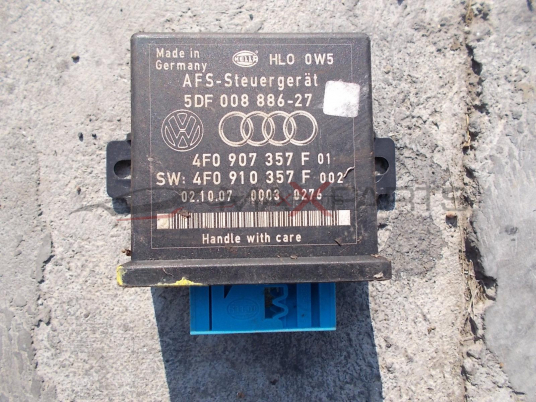 Made in
Germany
HELLA
HLO 0W5
AFS-Steuergerät
5DF 008 886-27
4F0 907 357 F 01
SW: 4F0 910 357 F 002
02.10.07 0003 0276
Handle with care